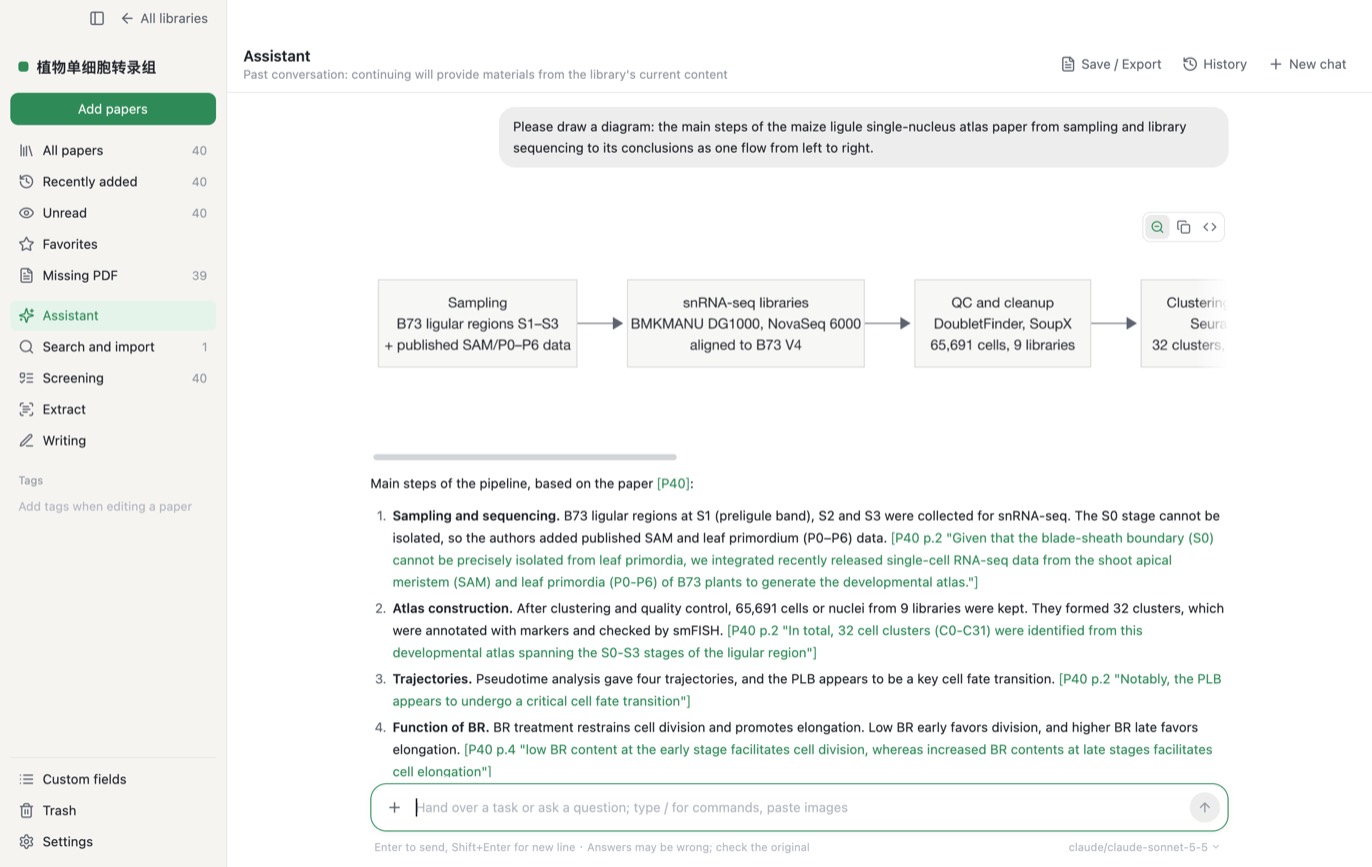 All libraries
植物单细胞转录组
Add papers
All papers 40
Recently added 40
Unread 40
Favorites
Missing PDF 39
Assistant
Search and import 1
Screening 40
Extract
Writing
Tags
Add tags when editing a paper
Custom fields
Trash
Settings
Assistant
Past conversation: continuing will provide materials from the library's current content
Save / Export
History
New chat
Please draw a diagram: the main steps of the maize ligule single-nucleus atlas paper from sampling and library
sequencing to its conclusions as one flow from left to right.
Sampling
B73 ligular regions S1–S3
+ published SAM/P0–P6 data
snRNA-seq libraries
BMKMANU DG1000, NovaSeq 6000
aligned to B73 V4
QC and cleanup
DoubletFinder, SoupX
65,691 cells, 9 libraries
Clustering
32 clusters,
Main steps of the pipeline, based on the paper [P40]:
1. Sampling and sequencing. B73 ligular regions at S1 (preligule band), S2 and S3 were collected for snRNA-seq. The S0 stage cannot be
isolated, so the authors added published SAM and leaf primordium (P0–P6) data. [P40 p.2 "Given that the blade-sheath boundary (S0)
cannot be precisely isolated from leaf primordia, we integrated recently released single-cell RNA-seq data from the shoot apical
meristem (SAM) and leaf primordia (P0-P6) of B73 plants to generate the developmental atlas."]
2. Atlas construction. After clustering and quality control, 65,691 cells or nuclei from 9 libraries were kept. They formed 32 clusters, which
were annotated with markers and checked by smFISH. [P40 p.2 "In total, 32 cell clusters (C0-C31) were identified from this
developmental atlas spanning the S0-S3 stages of the ligular region"]
3. Trajectories. Pseudotime analysis gave four trajectories, and the PLB appears to be a key cell fate transition. [P40 p.2 "Notably, the PLB
appears to undergo a critical cell fate transition"]
4. Function of BR. BR treatment restrains cell division and promotes elongation. Low BR early favors division, and higher BR late favors
elongation. [P40 p.4 "low BR content at the early stage facilitates cell division, whereas increased BR contents at late stages facilitates
cell elongation"]
Hand over a task or ask a question; type / for commands, paste images
Enter to send, Shift+Enter for new line · Answers may be wrong; check the original
claude/claude-sonnet-5-5